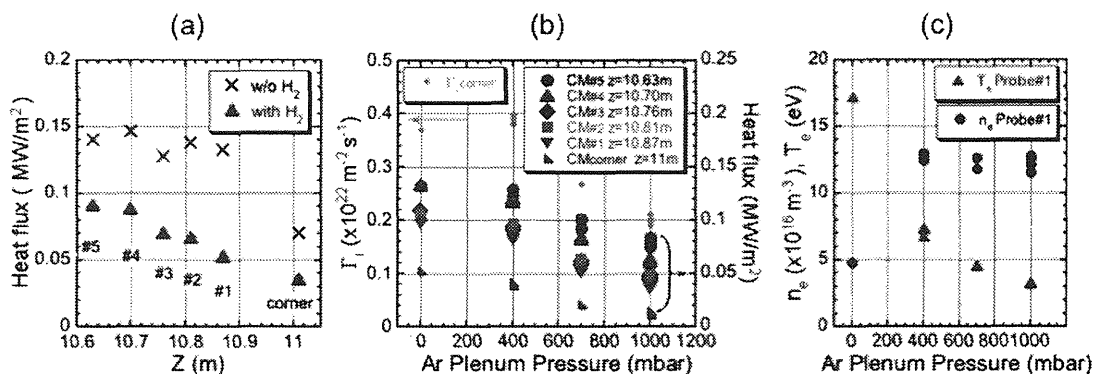 (a)
Heat flux ( MW/m²)
0.2
0.15
0.1
0.05
0
w/o H₂
with H₂
#5
#4
#3
#2
#1
corner
10.6 10.7 10.8 10.9 11
Z (m)
(b)
Γᵢ (x10²² m⁻² s⁻¹)
0.5
0.4
0.3
0.2
0.1
0
Γ corner
CM#5 z=10.63m
CM#4 z=10.70m
CM#3 z=10.76m
CM#2 z=10.81m
CM#1 z=10.87m
CMcorner z=11m
0.25
0.2
0.15
0.1
0.05
0
Heat flux (MW/m²)
0 200 400 600 800 1000 1200
Ar Plenum Pressure (mbar)
(c)
nₑ (x10¹⁶ m⁻³), Tₑ (eV)
20
15
10
5
0
Tₑ Probe#1
nₑ Probe#1
0 200 400 600 800 1000
Ar Plenum Pressure (mbar)